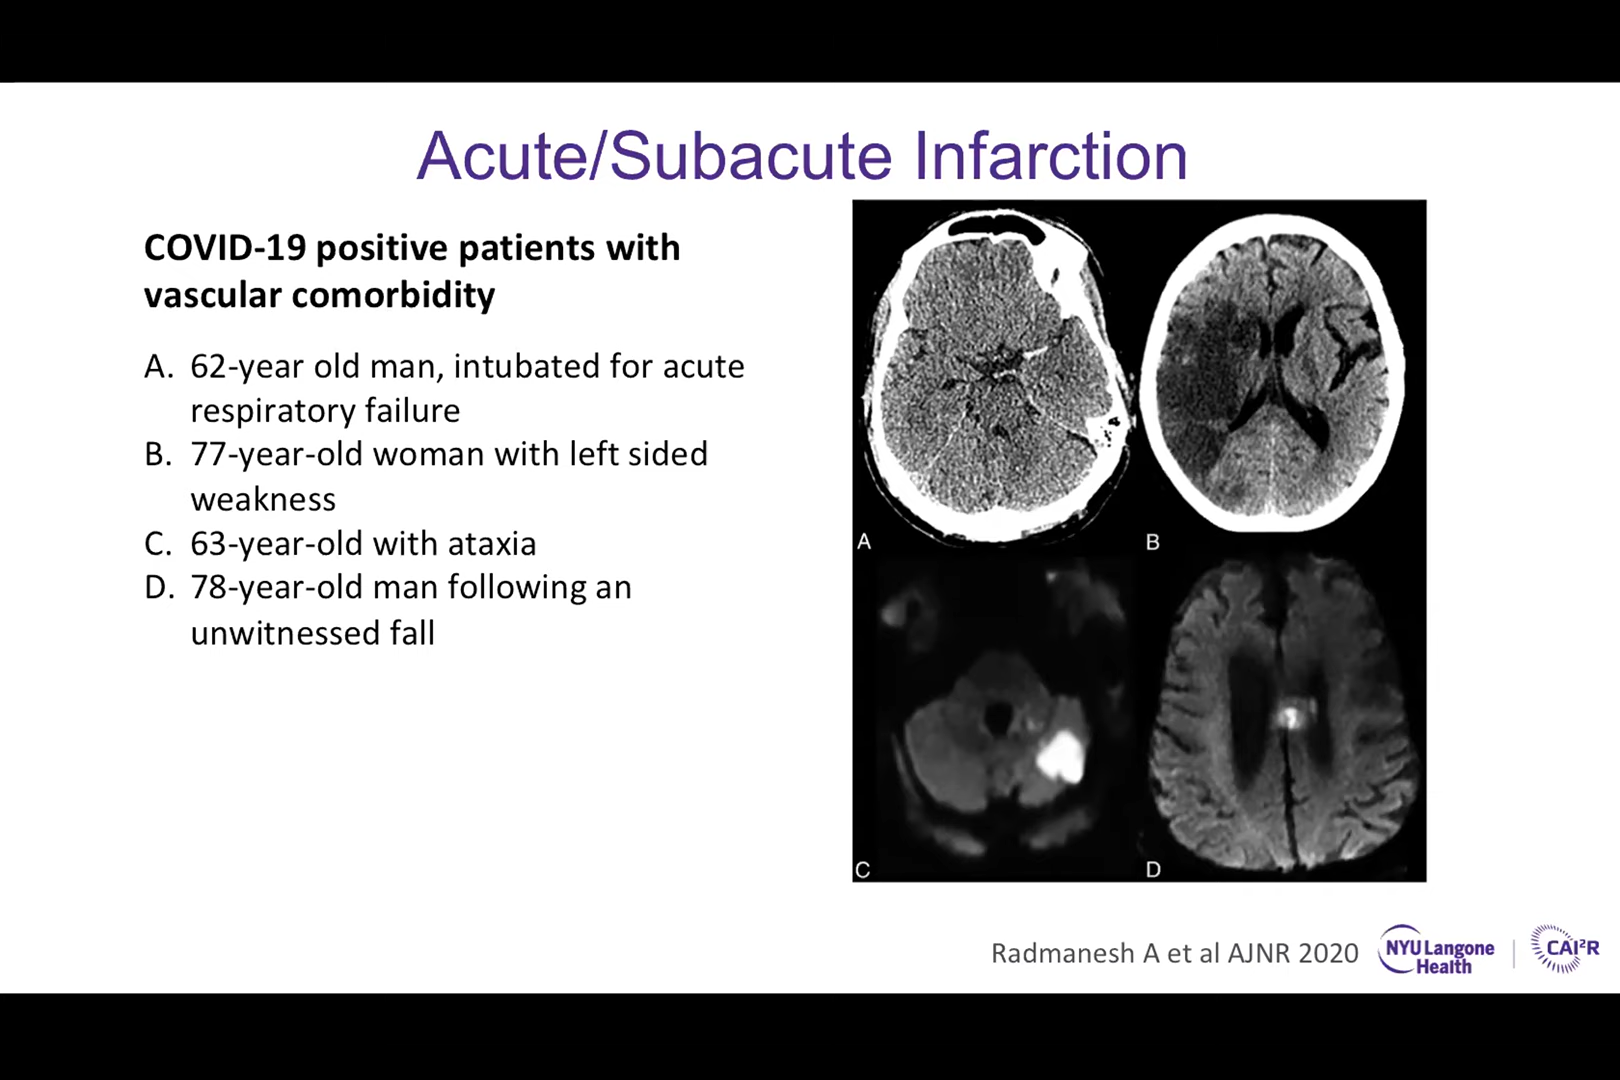 Acute/Subacute Infarction
COVID-19 positive patients with
vascular comorbidity
A. 62-year old man, intubated for acute
respiratory failure
B. 77-year-old woman with left sided
weakness
C. 63-year-old with ataxia
D. 78-year-old man following an
unwitnessed fall
A
B
C
D
Radmanesh A et al AJNR 2020
NYU Langone
Health
CAI²R